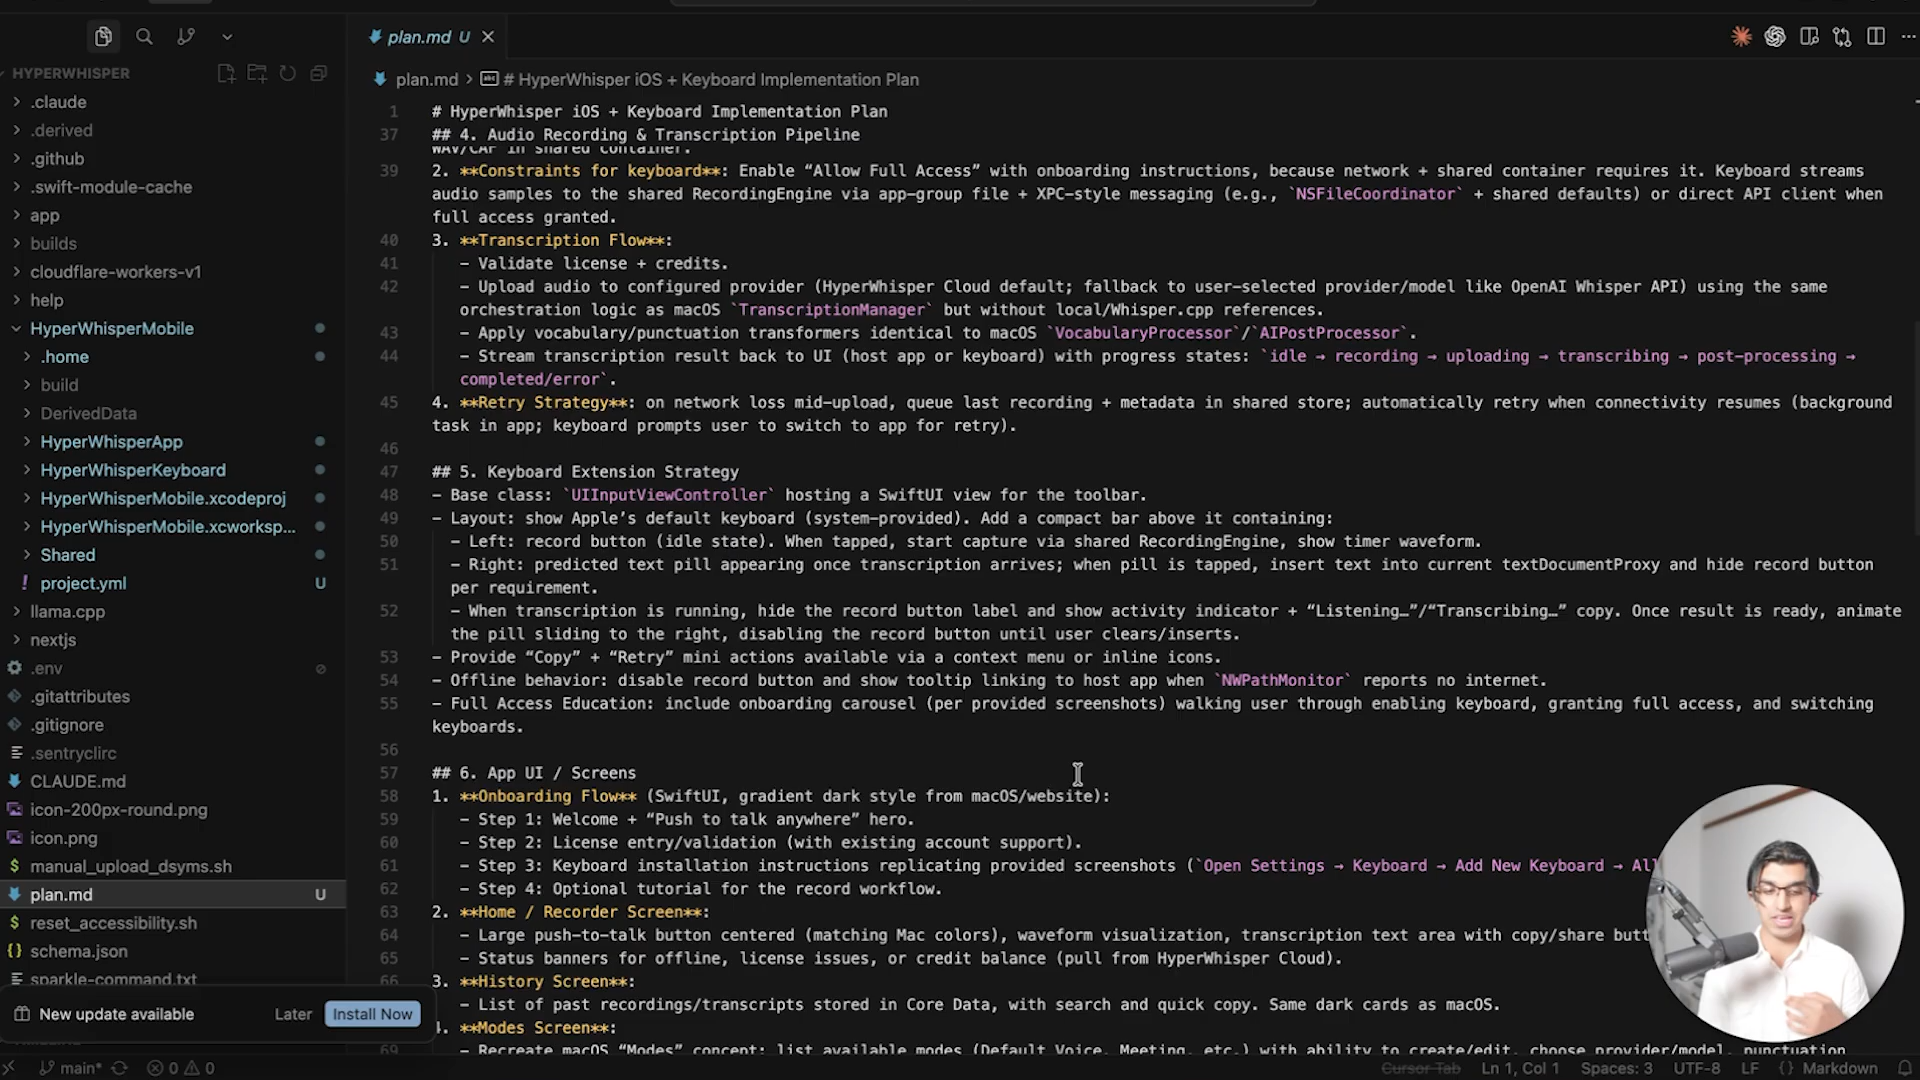 plan.md U
HYPERWHISPER
plan.md > # HyperWhisper iOS + Keyboard Implementation Plan
.claude
.derived
.github
.swift-module-cache
app
builds
cloudflare-workers-v1
help
HyperWhisperMobile
.home
build
DerivedData
HyperWhisperApp
HyperWhisperKeyboard
HyperWhisperMobile.xcodeproj
HyperWhisperMobile.xcworksp...
Shared
project.yml U
llama.cpp
nextjs
.env
.gitattributes
.gitignore
.sentryclirc
CLAUDE.md
icon-200px-round.png
icon.png
manual_upload_dsyms.sh
plan.md U
reset_accessibility.sh
schema.json
sparkle-command.txt
New update available Later Install Now
1 # HyperWhisper iOS + Keyboard Implementation Plan
37 ## 4. Audio Recording & Transcription Pipeline
WAV/CAF in shared container.
39 2. **Constraints for keyboard**: Enable “Allow Full Access” with onboarding instructions, because network + shared container requires it. Keyboard streams
audio samples to the shared RecordingEngine via app-group file + XPC-style messaging (e.g., `NSFileCoordinator` + shared defaults) or direct API client when
full access granted.
40 3. **Transcription Flow**:
41 – Validate license + credits.
42 – Upload audio to configured provider (HyperWhisper Cloud default; fallback to user-selected provider/model like OpenAI Whisper API) using the same
orchestration logic as macOS `TranscriptionManager` but without local/Whisper.cpp references.
43 – Apply vocabulary/punctuation transformers identical to macOS `VocabularyProcessor`/`AIPostProcessor`.
44 – Stream transcription result back to UI (host app or keyboard) with progress states: `idle → recording → uploading → transcribing → post-processing →
completed/error`.
45 4. **Retry Strategy**: on network loss mid-upload, queue last recording + metadata in shared store; automatically retry when connectivity resumes (background
task in app; keyboard prompts user to switch to app for retry).
46
47 ## 5. Keyboard Extension Strategy
48 – Base class: `UIInputViewController` hosting a SwiftUI view for the toolbar.
49 – Layout: show Apple’s default keyboard (system-provided). Add a compact bar above it containing:
50 – Left: record button (idle state). When tapped, start capture via shared RecordingEngine, show timer waveform.
51 – Right: predicted text pill appearing once transcription arrives; when pill is tapped, insert text into current textDocumentProxy and hide record button
per requirement.
52 – When transcription is running, hide the record button label and show activity indicator + “Listening…”/“Transcribing…” copy. Once result is ready, animate
the pill sliding to the right, disabling the record button until user clears/inserts.
53 – Provide “Copy” + “Retry” mini actions available via a context menu or inline icons.
54 – Offline behavior: disable record button and show tooltip linking to host app when `NWPathMonitor` reports no internet.
55 – Full Access Education: include onboarding carousel (per provided screenshots) walking user through enabling keyboard, granting full access, and switching
keyboards.
56
57 ## 6. App UI / Screens
58 1. **Onboarding Flow** (SwiftUI, gradient dark style from macOS/website):
59 – Step 1: Welcome + “Push to talk anywhere” hero.
60 – Step 2: License entry/validation (with existing account support).
61 – Step 3: Keyboard installation instructions replicating provided screenshots (`Open Settings → Keyboard → Add New Keyboard →
62 – Step 4: Optional tutorial for the record workflow.
63 2. **Home / Recorder Screen**:
64 – Large push-to-talk button centered (matching Mac colors), waveform visualization, transcription text area with copy/share
65 – Status banners for offline, license issues, or credit balance (pull from HyperWhisper Cloud).
66 3. **History Screen**:
– List of past recordings/transcripts stored in Core Data, with search and quick copy. Same dark cards as macOS.
4. **Modes Screen**:
69 – Recreate macOS “Modes” concept: list available modes (Default Voice, Meeting, etc.) with ability to create/edit, choose provider/model, punctuation
main* 0 0 Cursor Tab Ln 1, Col 1 Spaces: 3 UTF-8 LF {} Markdown